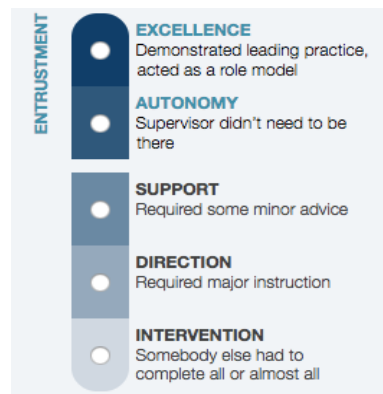 ENTRUSTMENT
EXCELLENCE
Demonstrated leading practice,
acted as a role model
AUTONOMY
Supervisor didn't need to be
there
SUPPORT
Required some minor advice
DIRECTION
Required major instruction
INTERVENTION
Somebody else had to
complete all or almost all